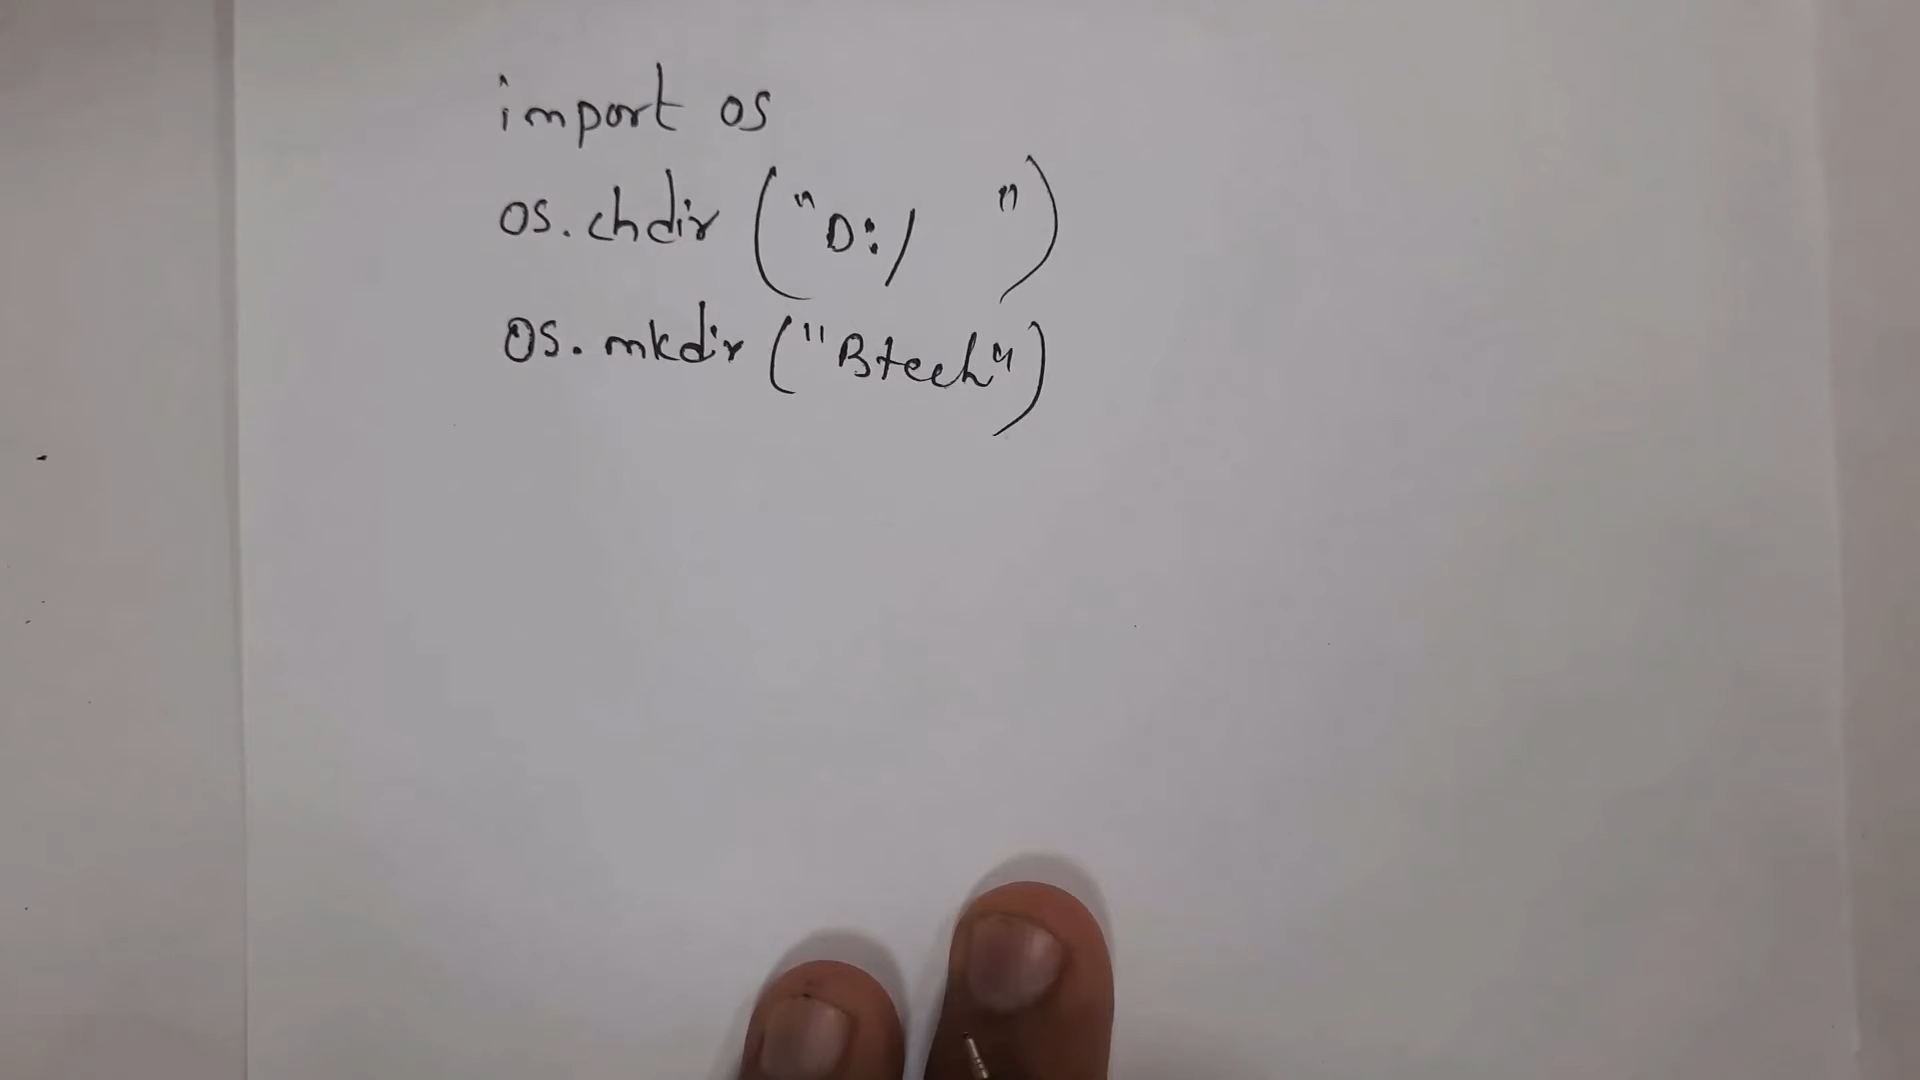 import os
os.chdir ("D:/ ")
os.mkdir ("Btech")